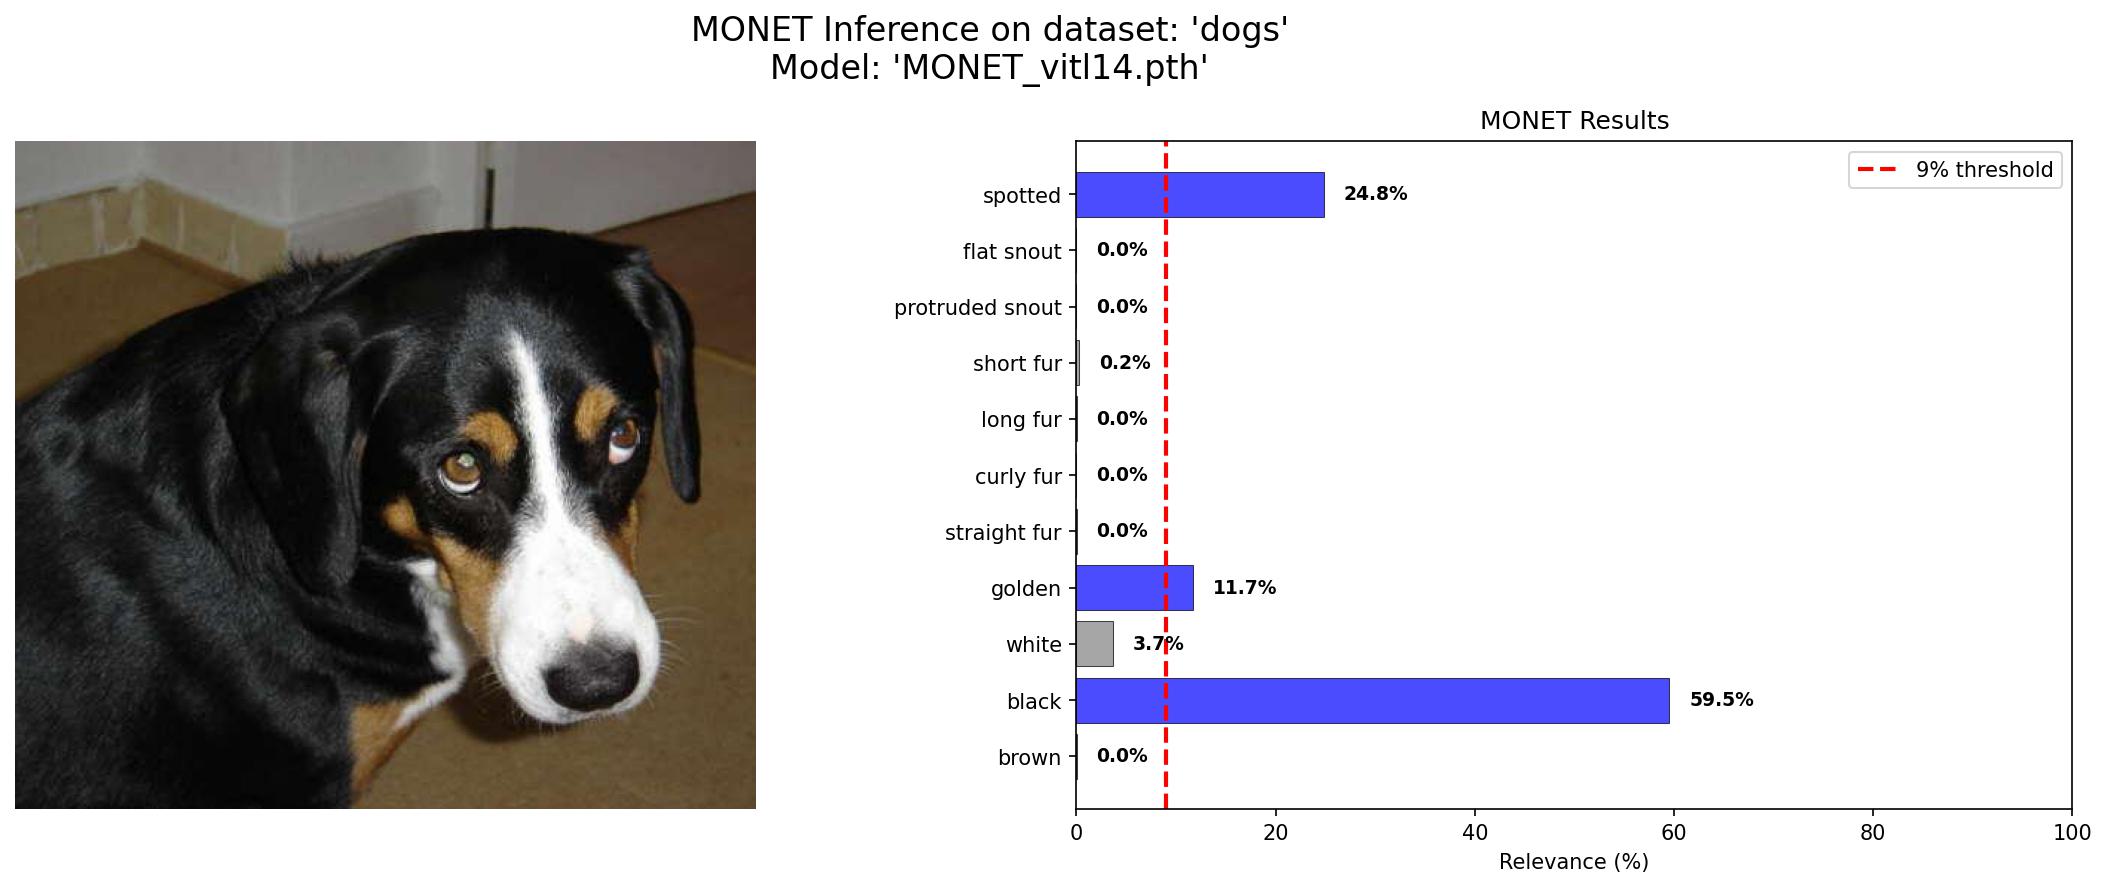 MONET Inference on dataset: 'dogs'
Model: 'MONET_vitl14.pth'
MONET Results
9% threshold
spotted 24.8%
flat snout 0.0%
protruded snout 0.0%
short fur 0.2%
long fur 0.0%
curly fur 0.0%
straight fur 0.0%
golden 11.7%
white 3.7%
black 59.5%
brown 0.0%
0 20 40 60 80 100
Relevance (%)